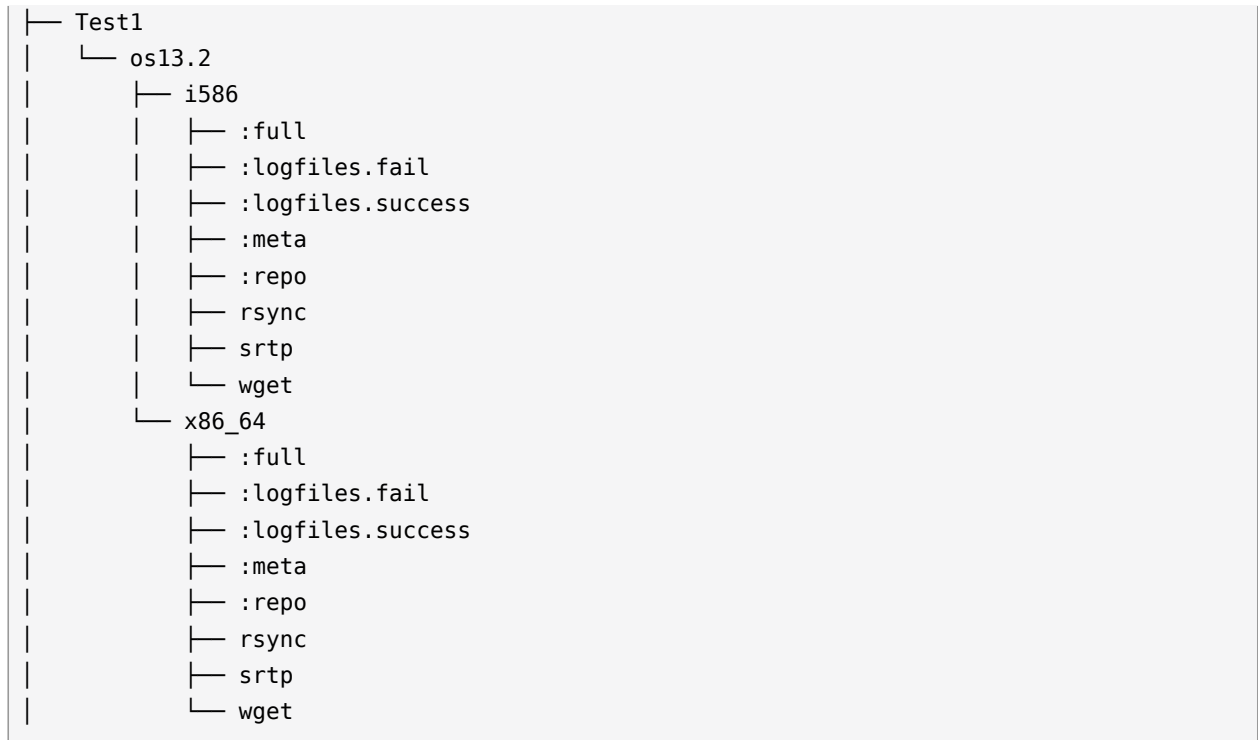 ├── Test1
│   └── os13.2
│       ├── i586
│       │   ├── :full
│       │   ├── :logfiles.fail
│       │   ├── :logfiles.success
│       │   ├── :meta
│       │   ├── :repo
│       │   ├── rsync
│       │   ├── srtp
│       │   └── wget
│       └── x86_64
│           ├── :full
│           ├── :logfiles.fail
│           ├── :logfiles.success
│           ├── :meta
│           ├── :repo
│           ├── rsync
│           ├── srtp
│           └── wget